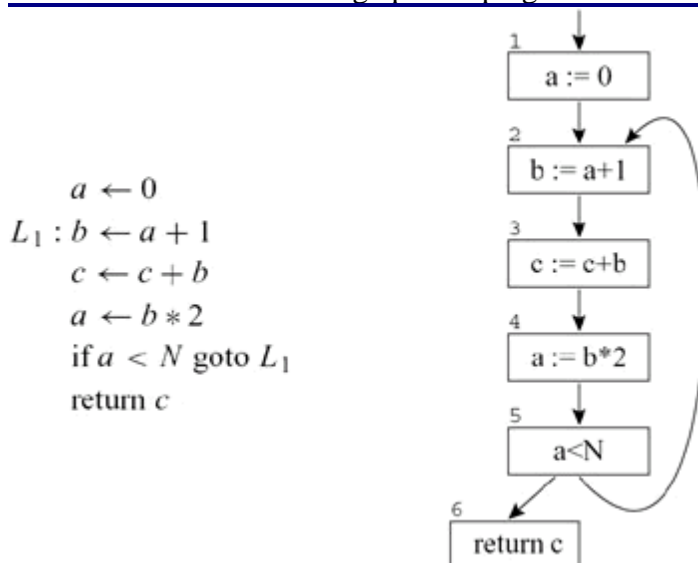 a ← 0
L₁ : b ← a + 1
c ← c + b
a ← b * 2
if a < N goto L₁
return c
1
a := 0
2
b := a+1
3
c := c+b
4
a := b*2
5
a<N
6
return c